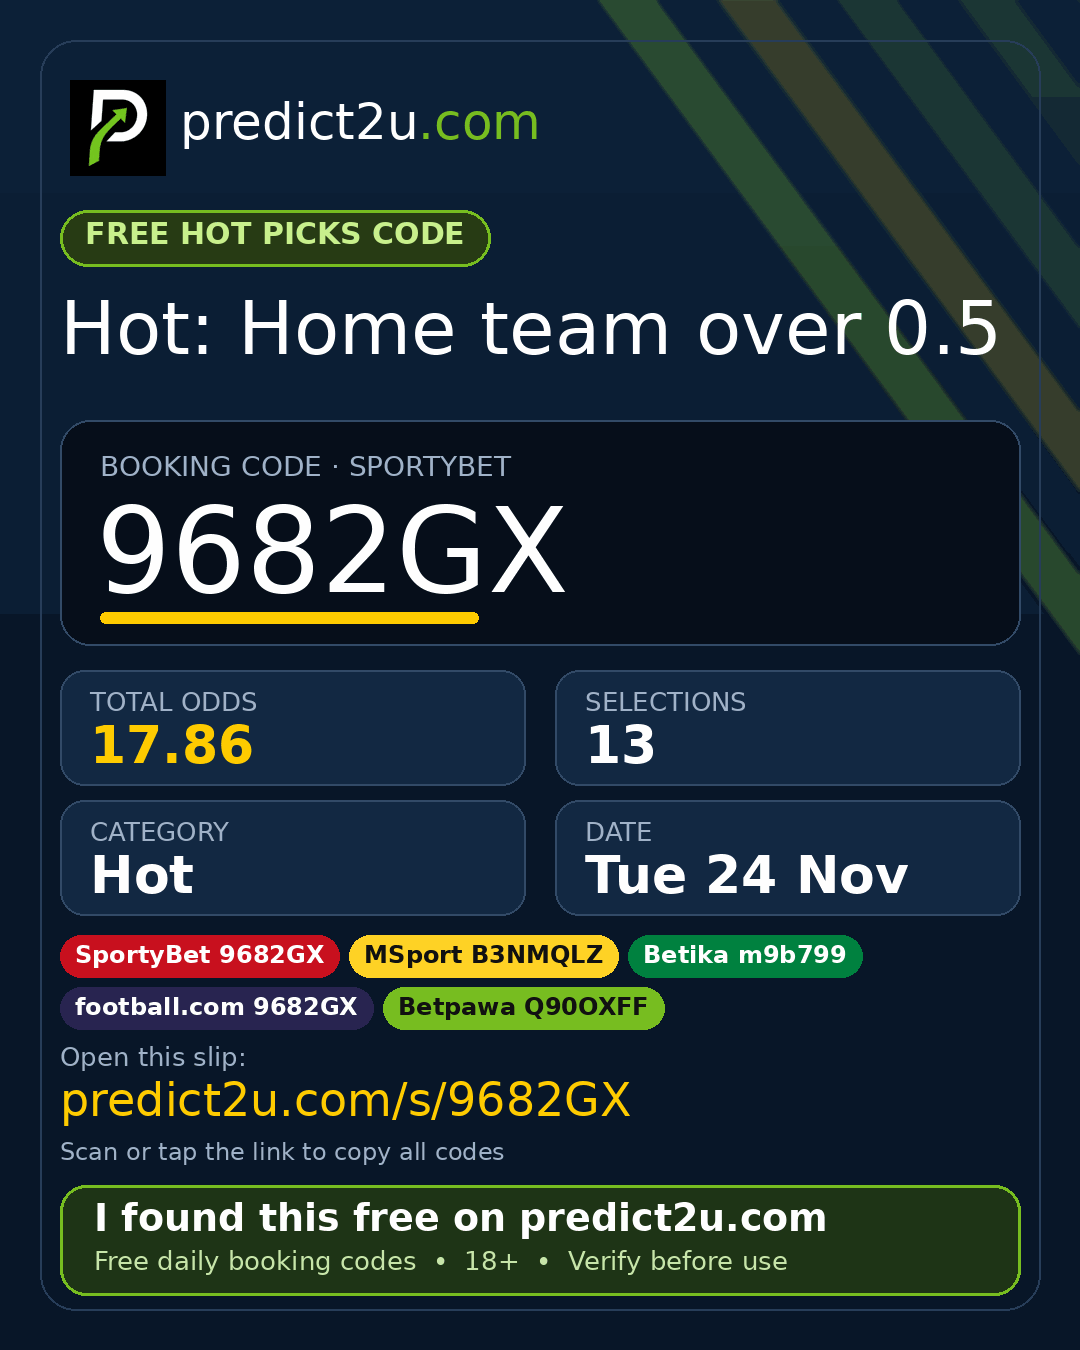 predict2u.com
FREE HOT PICKS CODE
Hot: Home team over 0.5
BOOKING CODE · SPORTYBET
9682GX
TOTAL ODDS
17.86
SELECTIONS
13
CATEGORY
Hot
DATE
Tue 24 Nov
SportyBet 9682GX
MSport B3NMQLZ
Betika m9b799
football.com 9682GX
Betpawa Q90OXFF
Open this slip:
predict2u.com/s/9682GX
Scan or tap the link to copy all codes
I found this free on predict2u.com
Free daily booking codes • 18+ • Verify before use